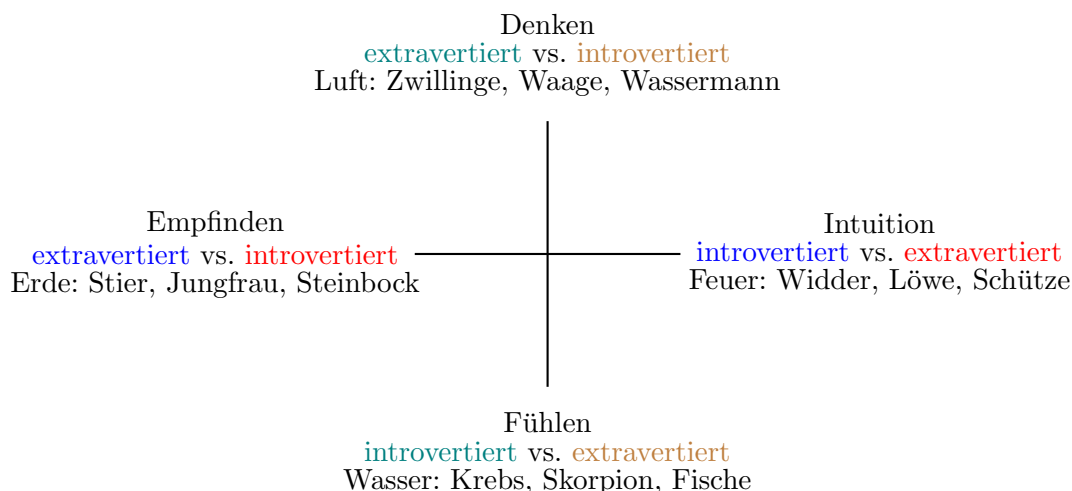 Denken
extravertiert vs. introvertiert
Luft: Zwillinge, Waage, Wassermann
Empfinden
extravertiert vs. introvertiert
Erde: Stier, Jungfrau, Steinbock
Intuition
introvertiert vs. extravertiert
Feuer: Widder, Löwe, Schütze
Fühlen
introvertiert vs. extravertiert
Wasser: Krebs, Skorpion, Fische